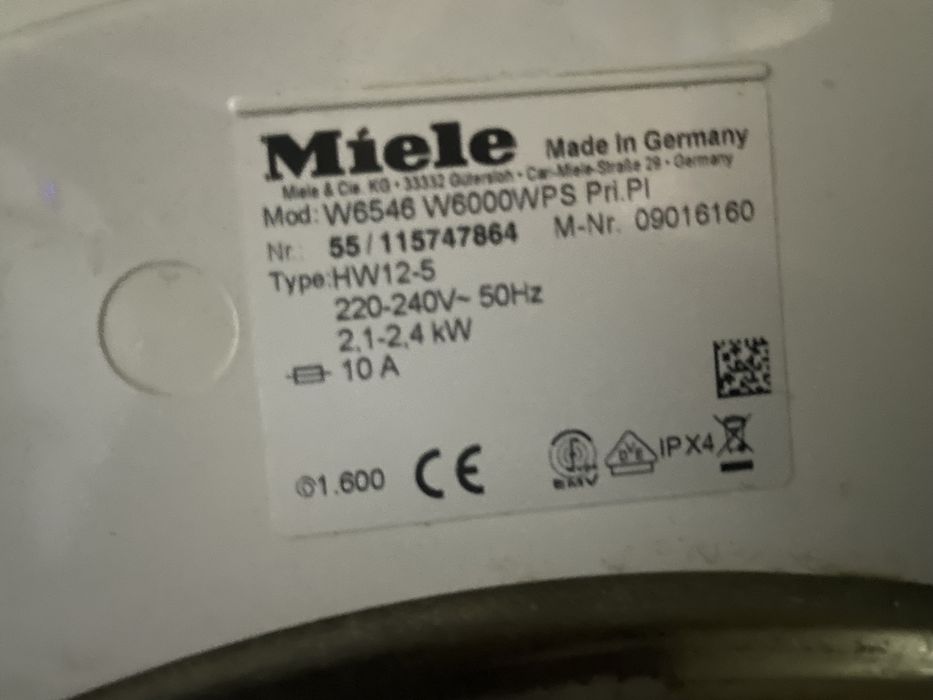 Miele Made in Germany
Miele & Cie. KG • 33332 Gütersloh • Carl-Miele-Straße 29 • Germany
Mod: W6546 W6000WPS Pri.Pl
Nr.: 55 / 115747864 M-Nr. 09016160
Type: HW12-5
220-240V~ 50Hz
2,1-2,4 kW
10 A
1.600 CE EMV DVE IPX4